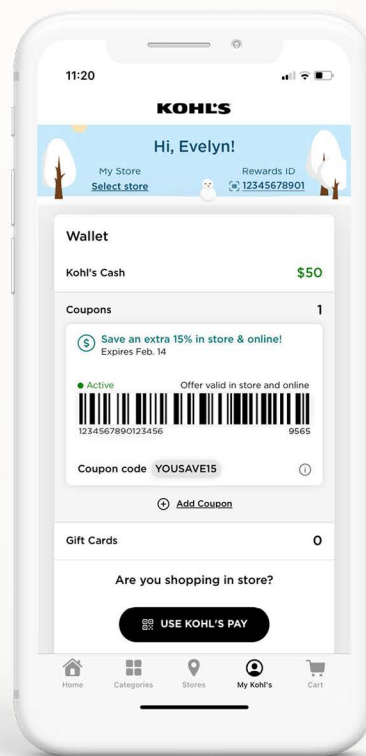 11:20
KOHL'S
Hi, Evelyn!
My Store
Select store
Rewards ID
12345678901
Wallet
Kohl's Cash $50
Coupons 1
Save an extra 15% in store & online!
Expires Feb. 14
Active Offer valid in store and online
1234567890123456 9565
Coupon code YOUSAVE15
Add Coupon
Gift Cards 0
Are you shopping in store?
USE KOHL'S PAY
Home Categories Stores My Kohl's Cart